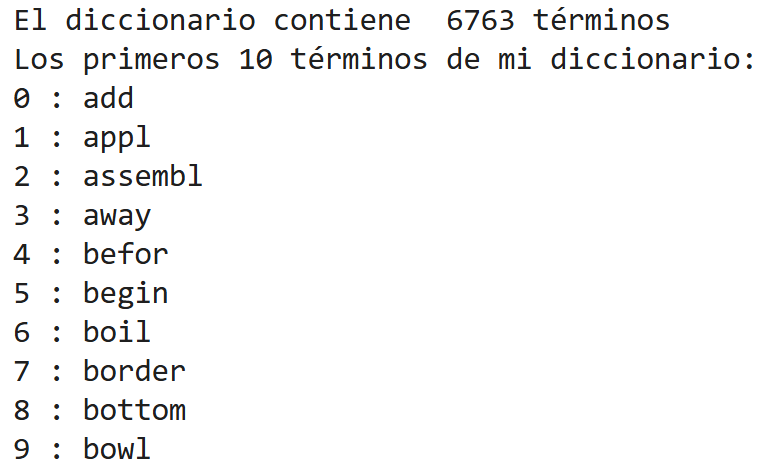 El diccionario contiene  6763 términos
Los primeros 10 términos de mi diccionario:
0 : add
1 : appl
2 : assembl
3 : away
4 : befor
5 : begin
6 : boil
7 : border
8 : bottom
9 : bowl